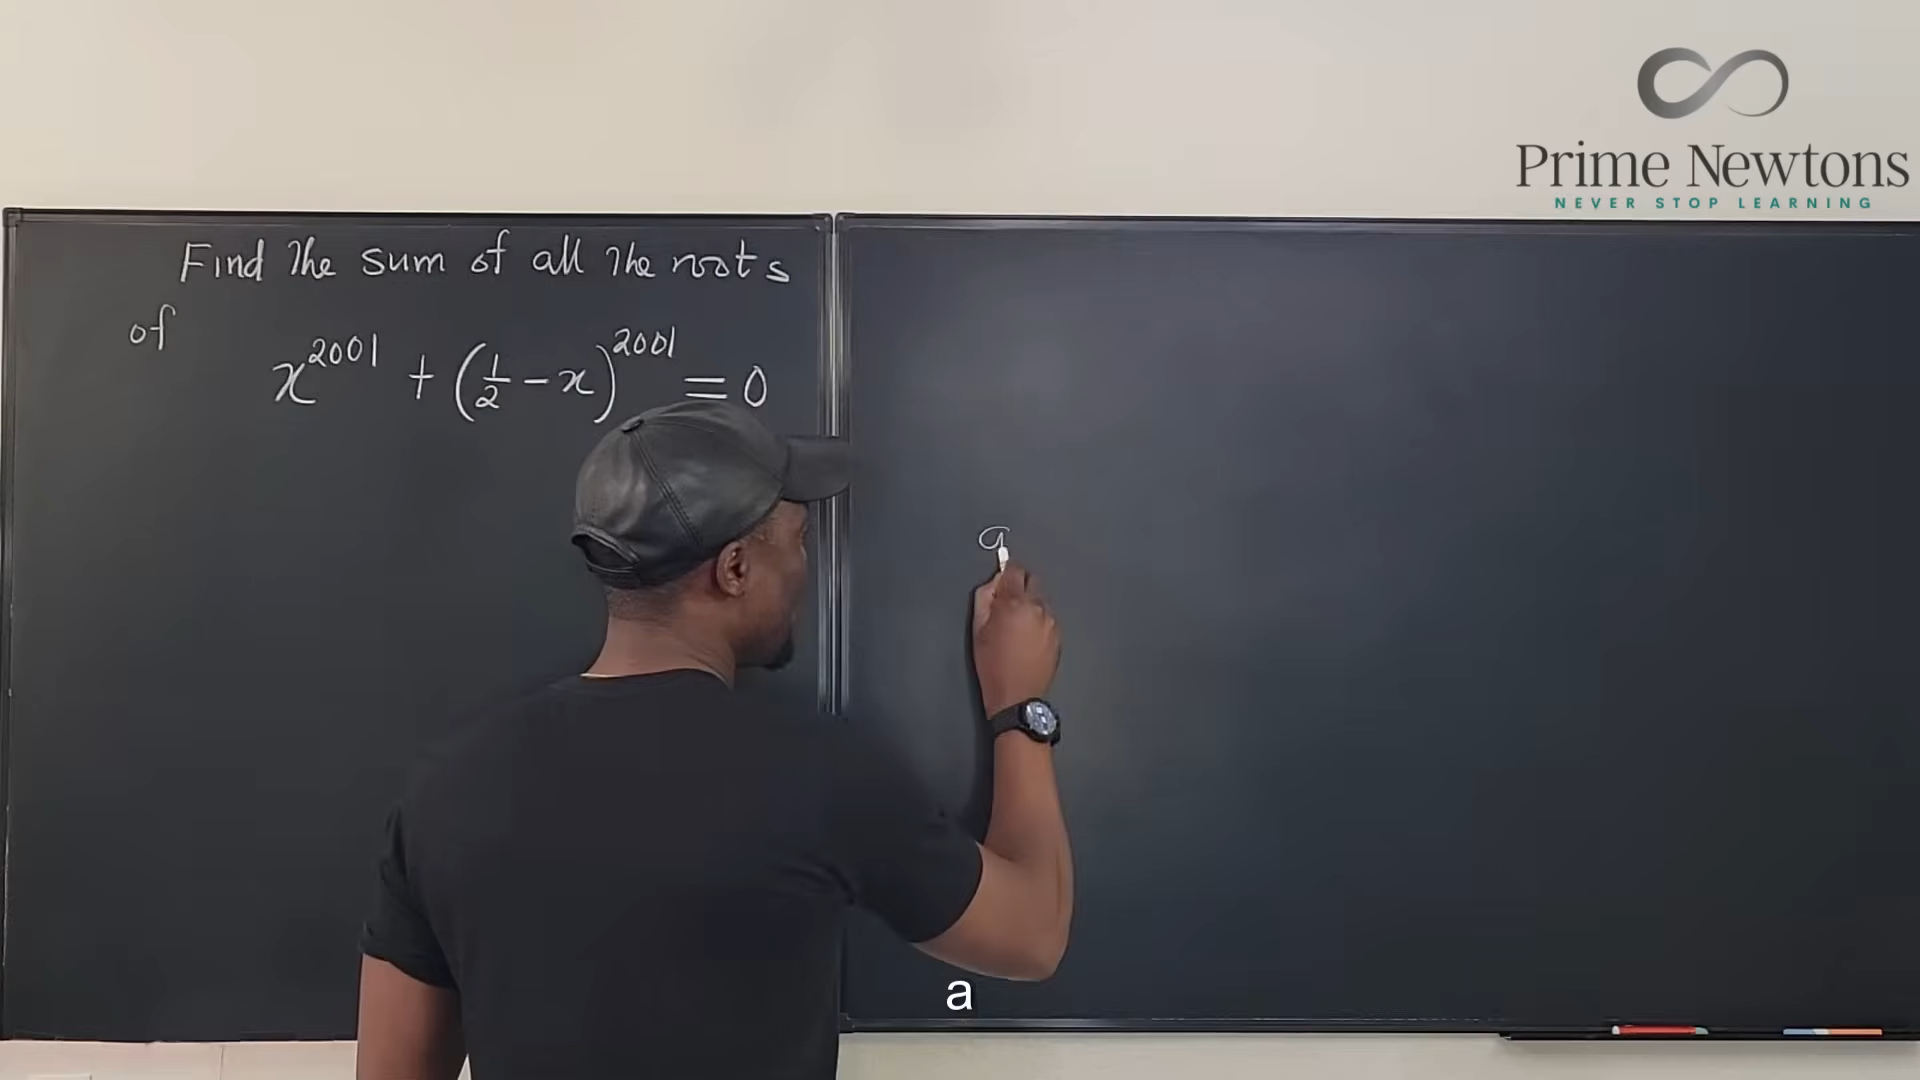 Prime Newtons
NEVER STOP LEARNING
Find the sum of all the roots
of
x^2001 + (1/2 - x)^2001 = 0
a
a